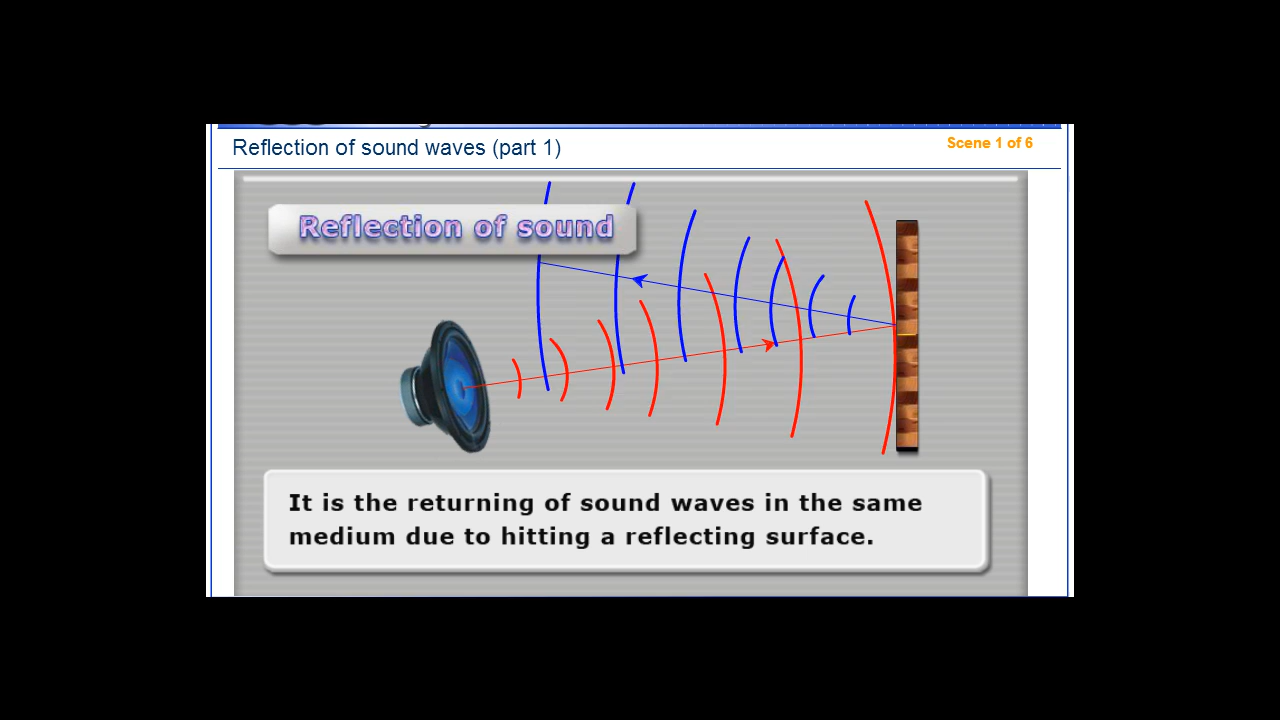 Reflection of sound waves (part 1)
Scene 1 of 6
Reflection of sound
It is the returning of sound waves in the same
medium due to hitting a reflecting surface.